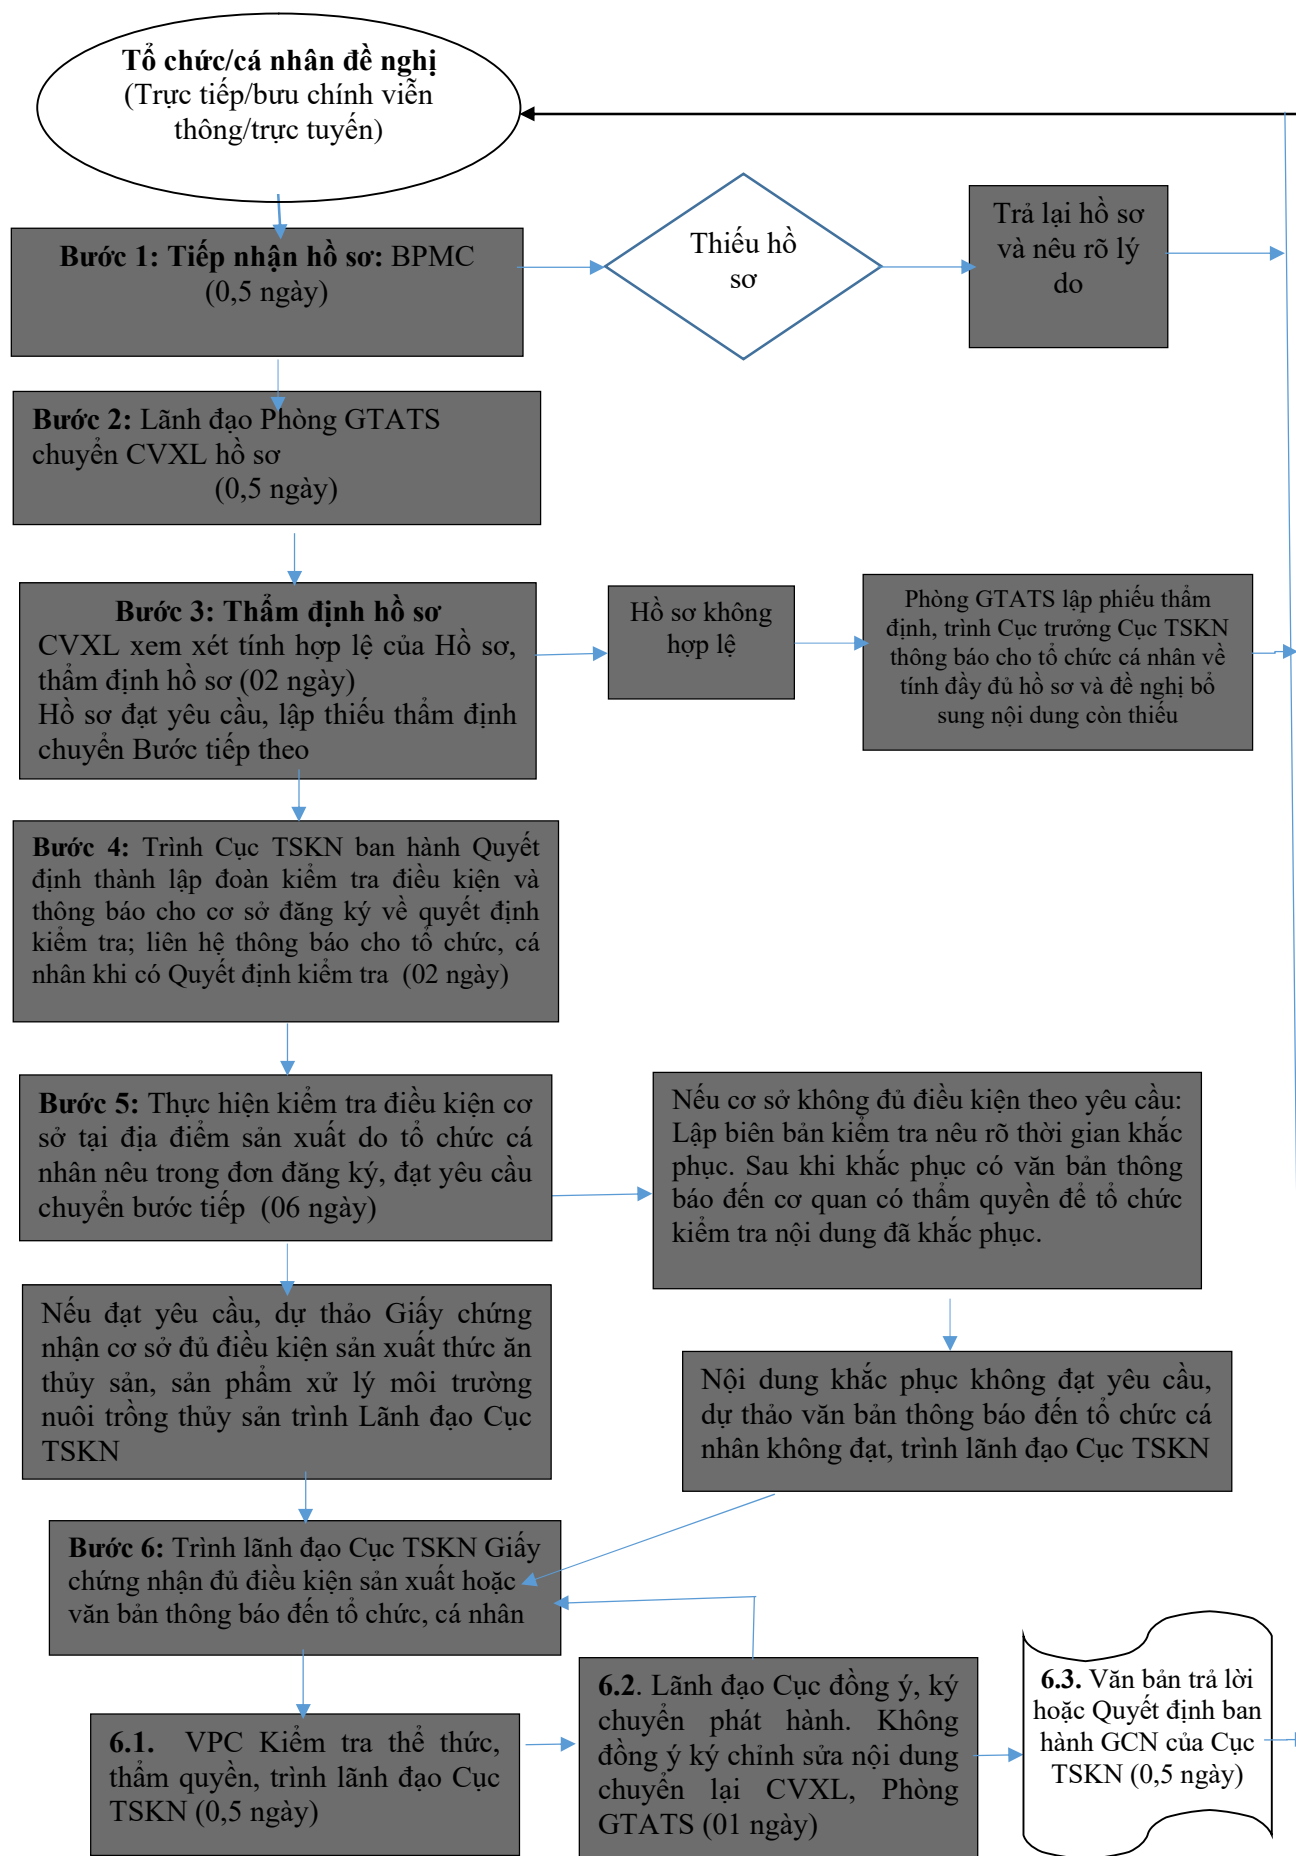 Tổ chức/cá nhân đề nghị
(Trực tiếp/bưu chính viễn
thông/trực tuyến)
Bước 1: Tiếp nhận hồ sơ: BPMC
(0,5 ngày)
Thiếu hồ
sơ
Trả lại hồ sơ
và nêu rõ lý
do
Bước 2: Lãnh đạo Phòng GTATS
chuyển CVXL hồ sơ
(0,5 ngày)
Bước 3: Thẩm định hồ sơ
CVXL xem xét tính hợp lệ của Hồ sơ,
thẩm định hồ sơ (02 ngày)
Hồ sơ đạt yêu cầu, lập thiếu thẩm định
chuyển Bước tiếp theo
Hồ sơ không
hợp lệ
Phòng GTATS lập phiếu thẩm
định, trình Cục trưởng Cục TSKN
thông báo cho tổ chức cá nhân về
tính đầy đủ hồ sơ và đề nghị bổ
sung nội dung còn thiếu
Bước 4: Trình Cục TSKN ban hành Quyết
định thành lập đoàn kiểm tra điều kiện và
thông báo cho cơ sở đăng ký về quyết định
kiểm tra; liên hệ thông báo cho tổ chức, cá
nhân khi có Quyết định kiểm tra (02 ngày)
Bước 5: Thực hiện kiểm tra điều kiện cơ
sở tại địa điểm sản xuất do tổ chức cá
nhân nêu trong đơn đăng ký, đạt yêu cầu
chuyển bước tiếp (06 ngày)
Nếu cơ sở không đủ điều kiện theo yêu cầu:
Lập biên bản kiểm tra nêu rõ thời gian khắc
phục. Sau khi khắc phục có văn bản thông
báo đến cơ quan có thẩm quyền để tổ chức
kiểm tra nội dung đã khắc phục.
Nếu đạt yêu cầu, dự thảo Giấy chứng
nhận cơ sở đủ điều kiện sản xuất thức ăn
thủy sản, sản phẩm xử lý môi trường
nuôi trồng thủy sản trình Lãnh đạo Cục
TSKN
Nội dung khắc phục không đạt yêu cầu,
dự thảo văn bản thông báo đến tổ chức cá
nhân không đạt, trình lãnh đạo Cục TSKN
Bước 6: Trình lãnh đạo Cục TSKN Giấy
chứng nhận đủ điều kiện sản xuất hoặc
văn bản thông báo đến tổ chức, cá nhân
6.1. VPC Kiểm tra thể thức,
thẩm quyền, trình lãnh đạo Cục
TSKN (0,5 ngày)
6.2. Lãnh đạo Cục đồng ý, ký
chuyển phát hành. Không
đồng ý ký chỉnh sửa nội dung
chuyển lại CVXL, Phòng
GTATS (01 ngày)
6.3. Văn bản trả lời
hoặc Quyết định ban
hành GCN của Cục
TSKN (0,5 ngày)